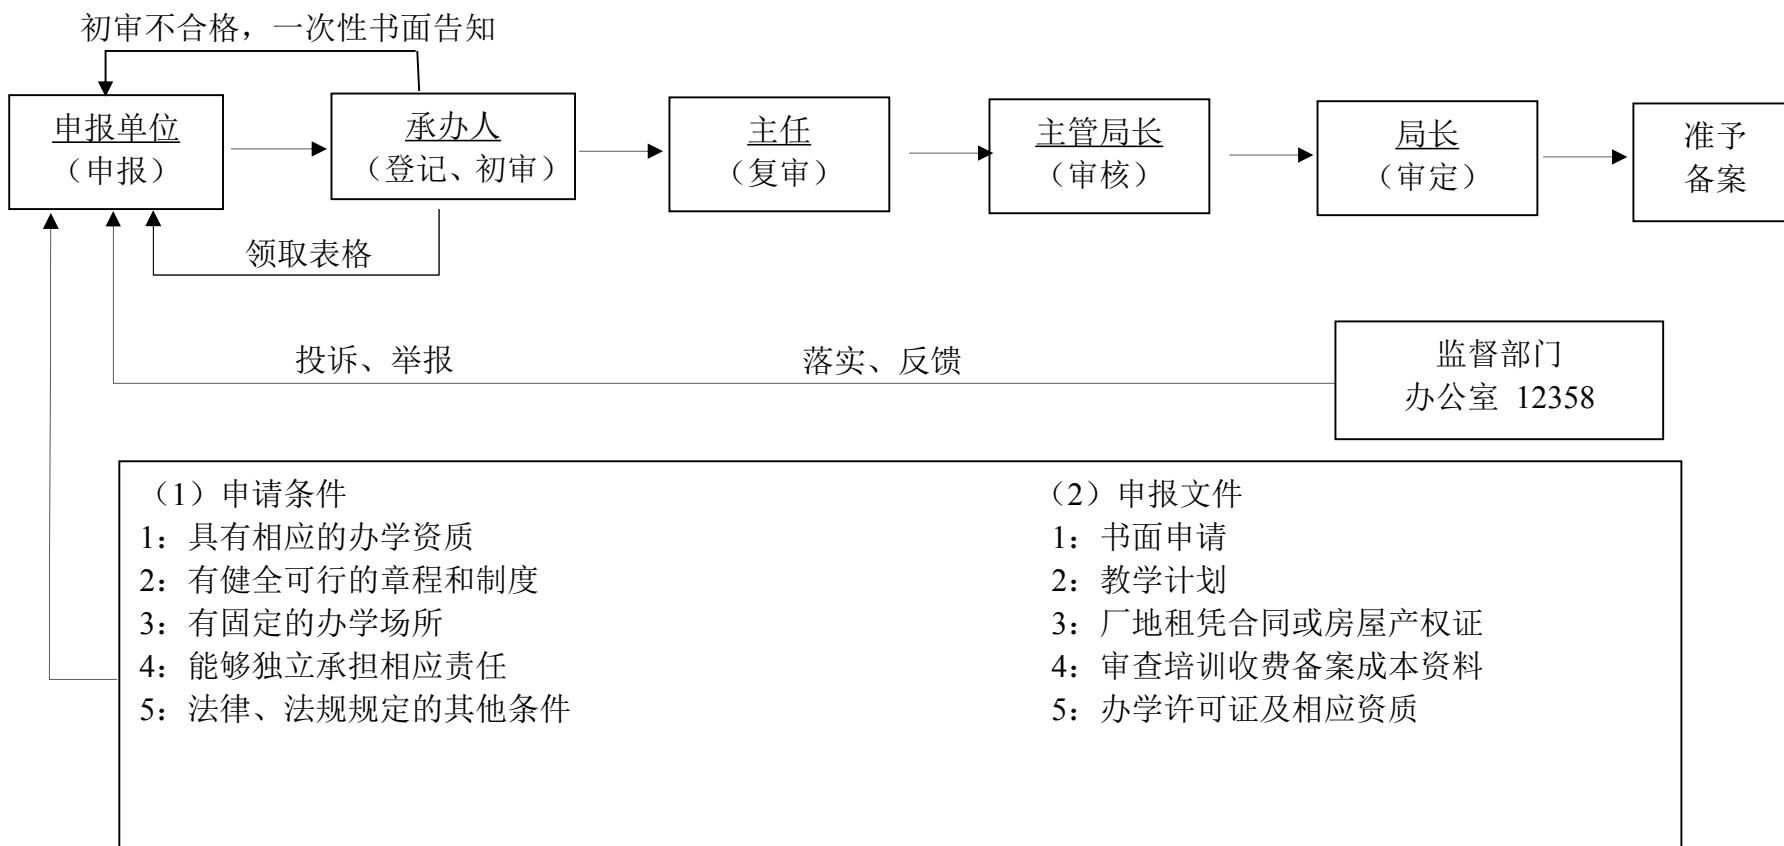 初审不合格，一次性书面告知
申报单位
（申报）
承办人
（登记、初审）
主任
（复审）
主管局长
（审核）
局长
（审定）
准予
备案
领取表格
投诉、举报
落实、反馈
监督部门
办公室 12358
（1）申请条件
1：具有相应的办学资质
2：有健全可行的章程和制度
3：有固定的办学场所
4：能够独立承担相应责任
5：法律、法规规定的其他条件
（2）申报文件
1：书面申请
2：教学计划
3：厂地租凭合同或房屋产权证
4：审查培训收费备案成本资料
5：办学许可证及相应资质